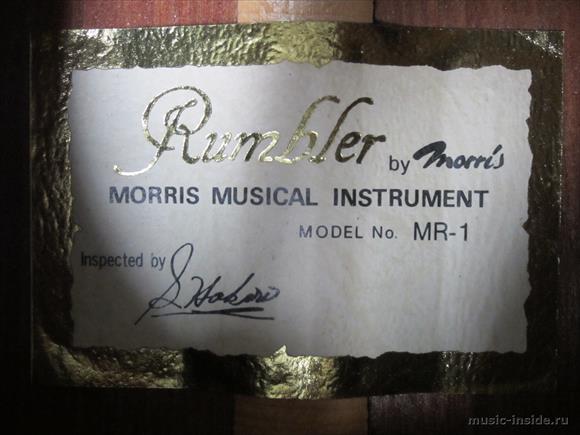 Rumbler by Morris
MORRIS MUSICAL INSTRUMENT
MODEL No. MR-1
Inspected by
music-inside.ru